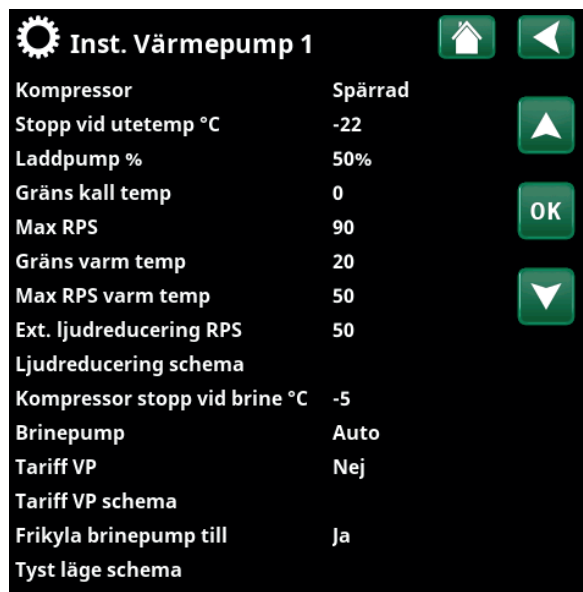 Inst. Värmepump 1
Kompressor Spärrad
Stopp vid utetemp °C -22
Laddpump % 50%
Gräns kall temp 0
Max RPS 90
OK
Gräns varm temp 20
Max RPS varm temp 50
Ext. ljudreducering RPS 50
Ljudreducering schema
Kompressor stopp vid brine °C -5
Brinepump Auto
Tariff VP Nej
Tariff VP schema
Frikyla brinepump till Ja
Tyst läge schema